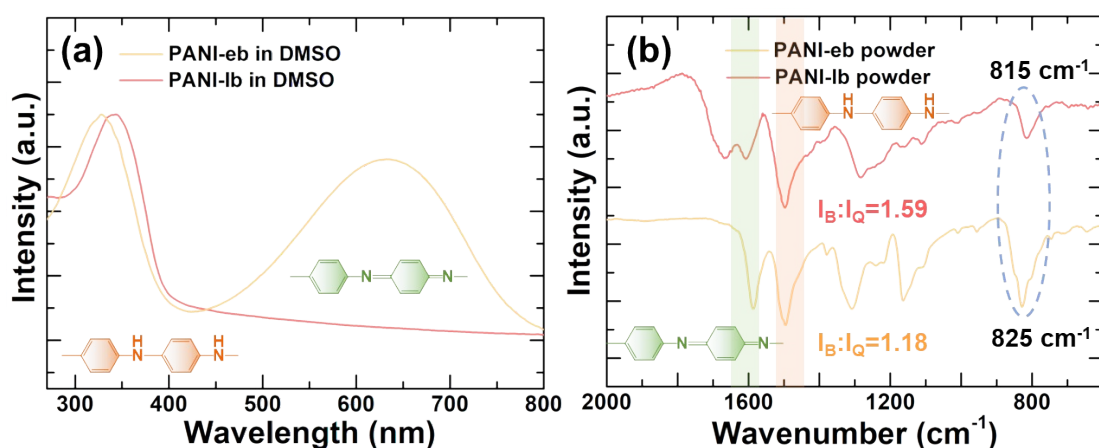 (a)
PANI-eb in DMSO
PANI-Ib in DMSO
Intensity (a.u.)
N
N
H
N
H
N
300 400 500 600 700 800
Wavelength (nm)
(b)
PANI-eb powder
PANI-Ib powder
815 cm-1
H
N
H
N
Intensity (a.u.)
IB:IQ=1.59
N
N
IB:IQ=1.18
825 cm-1
2000 1600 1200 800
Wavenumber (cm-1)